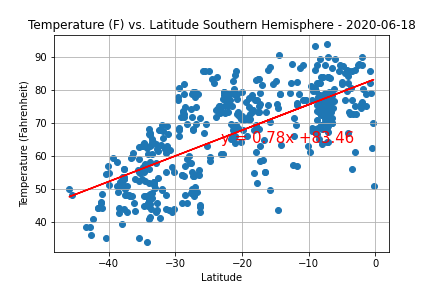 Temperature (F) vs. Latitude Southern Hemisphere - 2020-06-18
Temperature (Fahrenheit)
90
80
70
60
50
40
y = 0.78x +83.46
−40
−30
−20
−10
0
Latitude